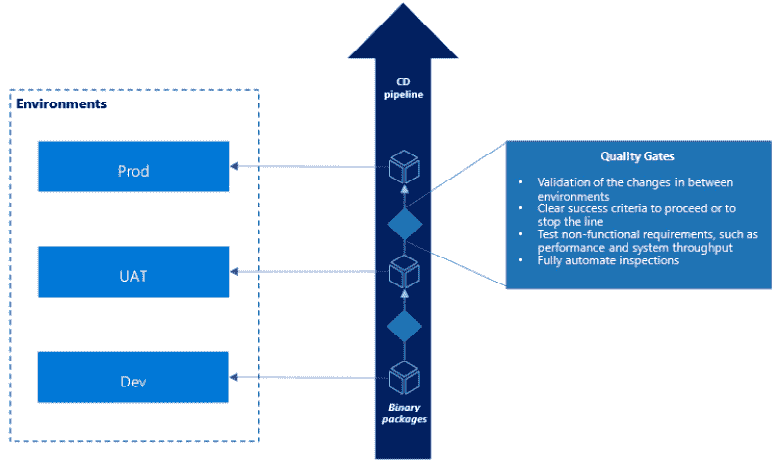 CD
pipeline
Environments
Prod
UAT
Dev
Binary
packages
Quality Gates
• Validation of the changes in between
environments
• Clear success criteria to proceed or to
stop the line
• Test non-functional requirements, such as
performance and system throughput
• Fully automate inspections